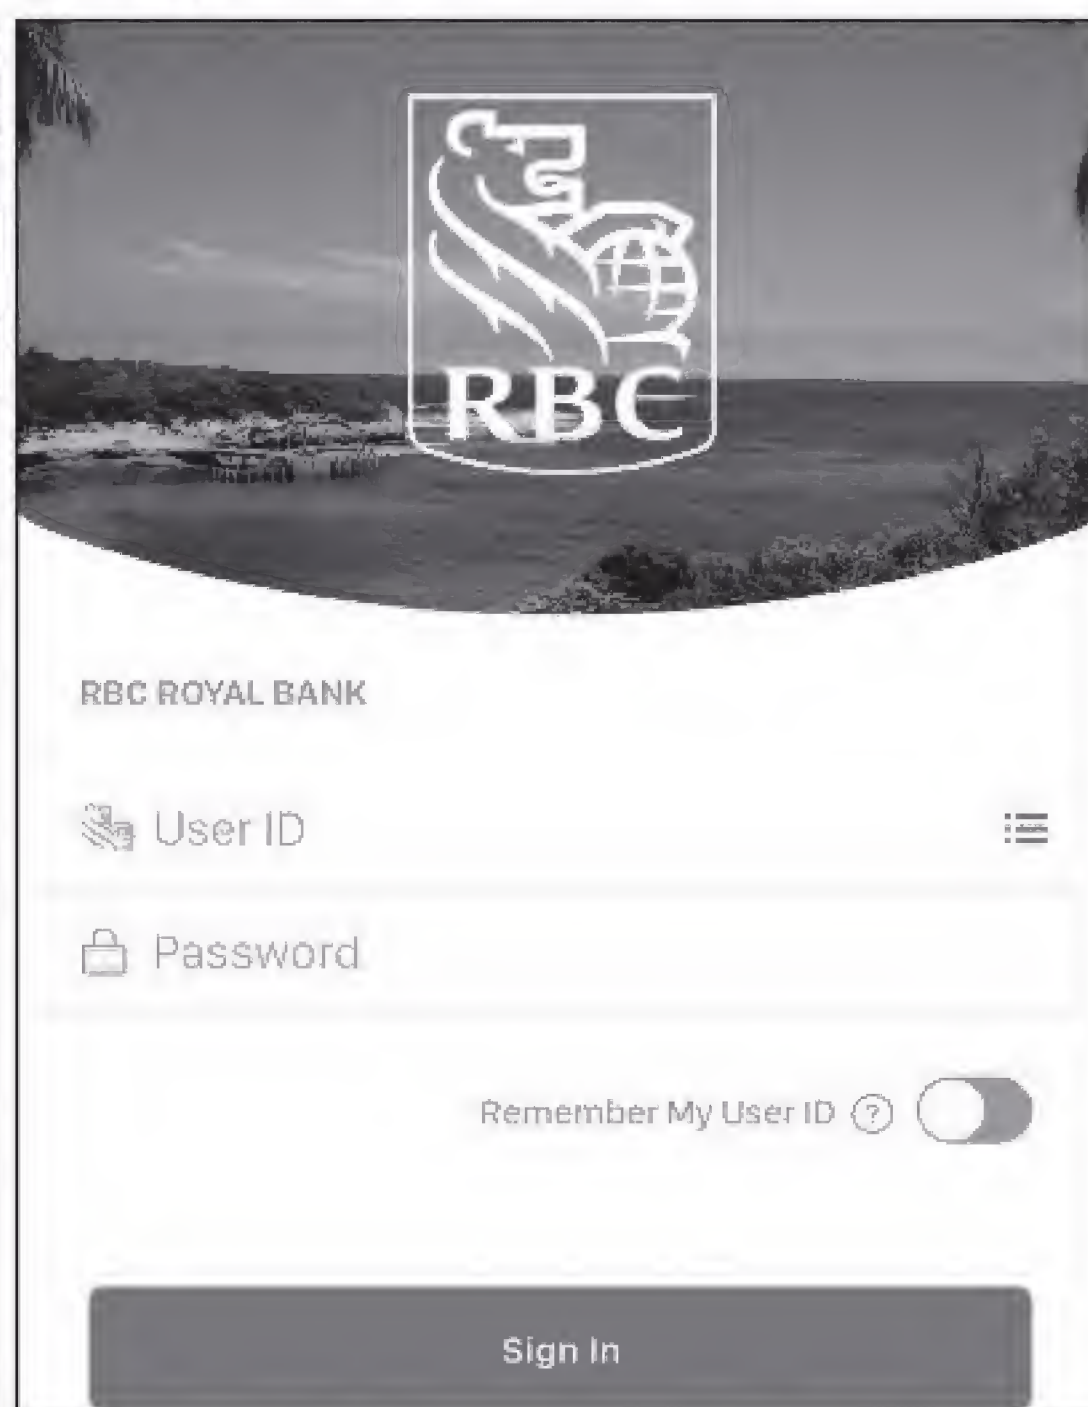 RBC
RBC ROYAL BANK
User ID
Password
Remember My User ID ?
Sign In